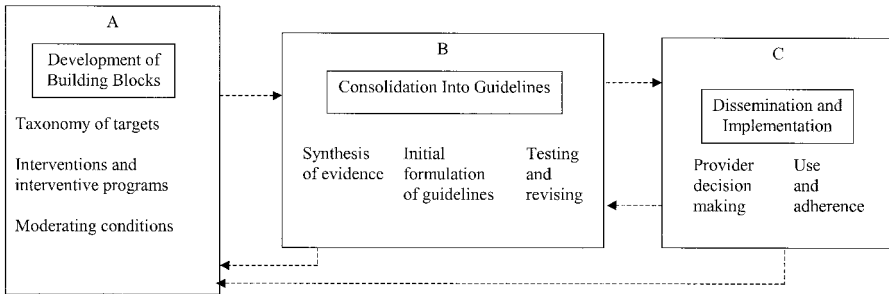 A
Development of
Building Blocks
Taxonomy of targets
Interventions and
interventive programs
Moderating conditions
B
Consolidation Into Guidelines
Synthesis
of evidence
Initial
formulation
of guidelines
Testing
and
revising
C
Dissemination and
Implementation
Provider
decision
making
Use
and
adherence